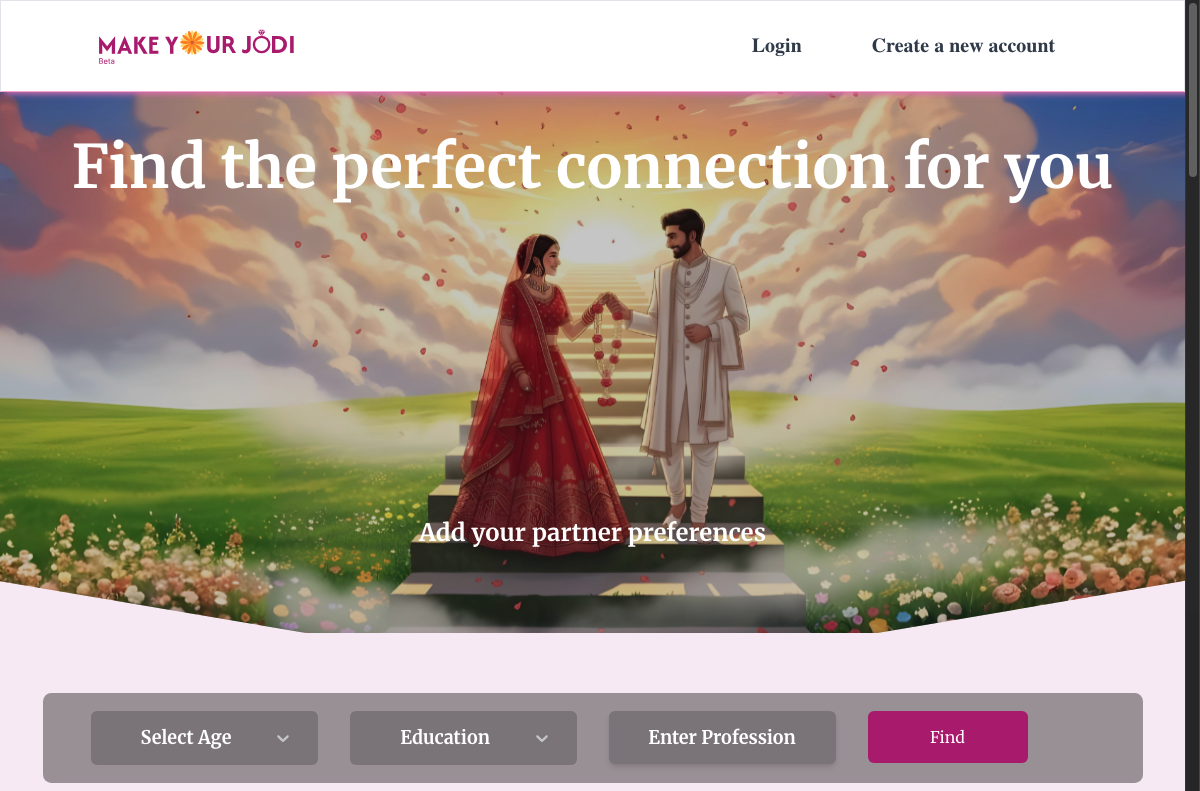 MAKE YOUR JODI
Beta
Login
Create a new account
Find the perfect connection for you
Add your partner preferences
Select Age
Education
Enter Profession
Find